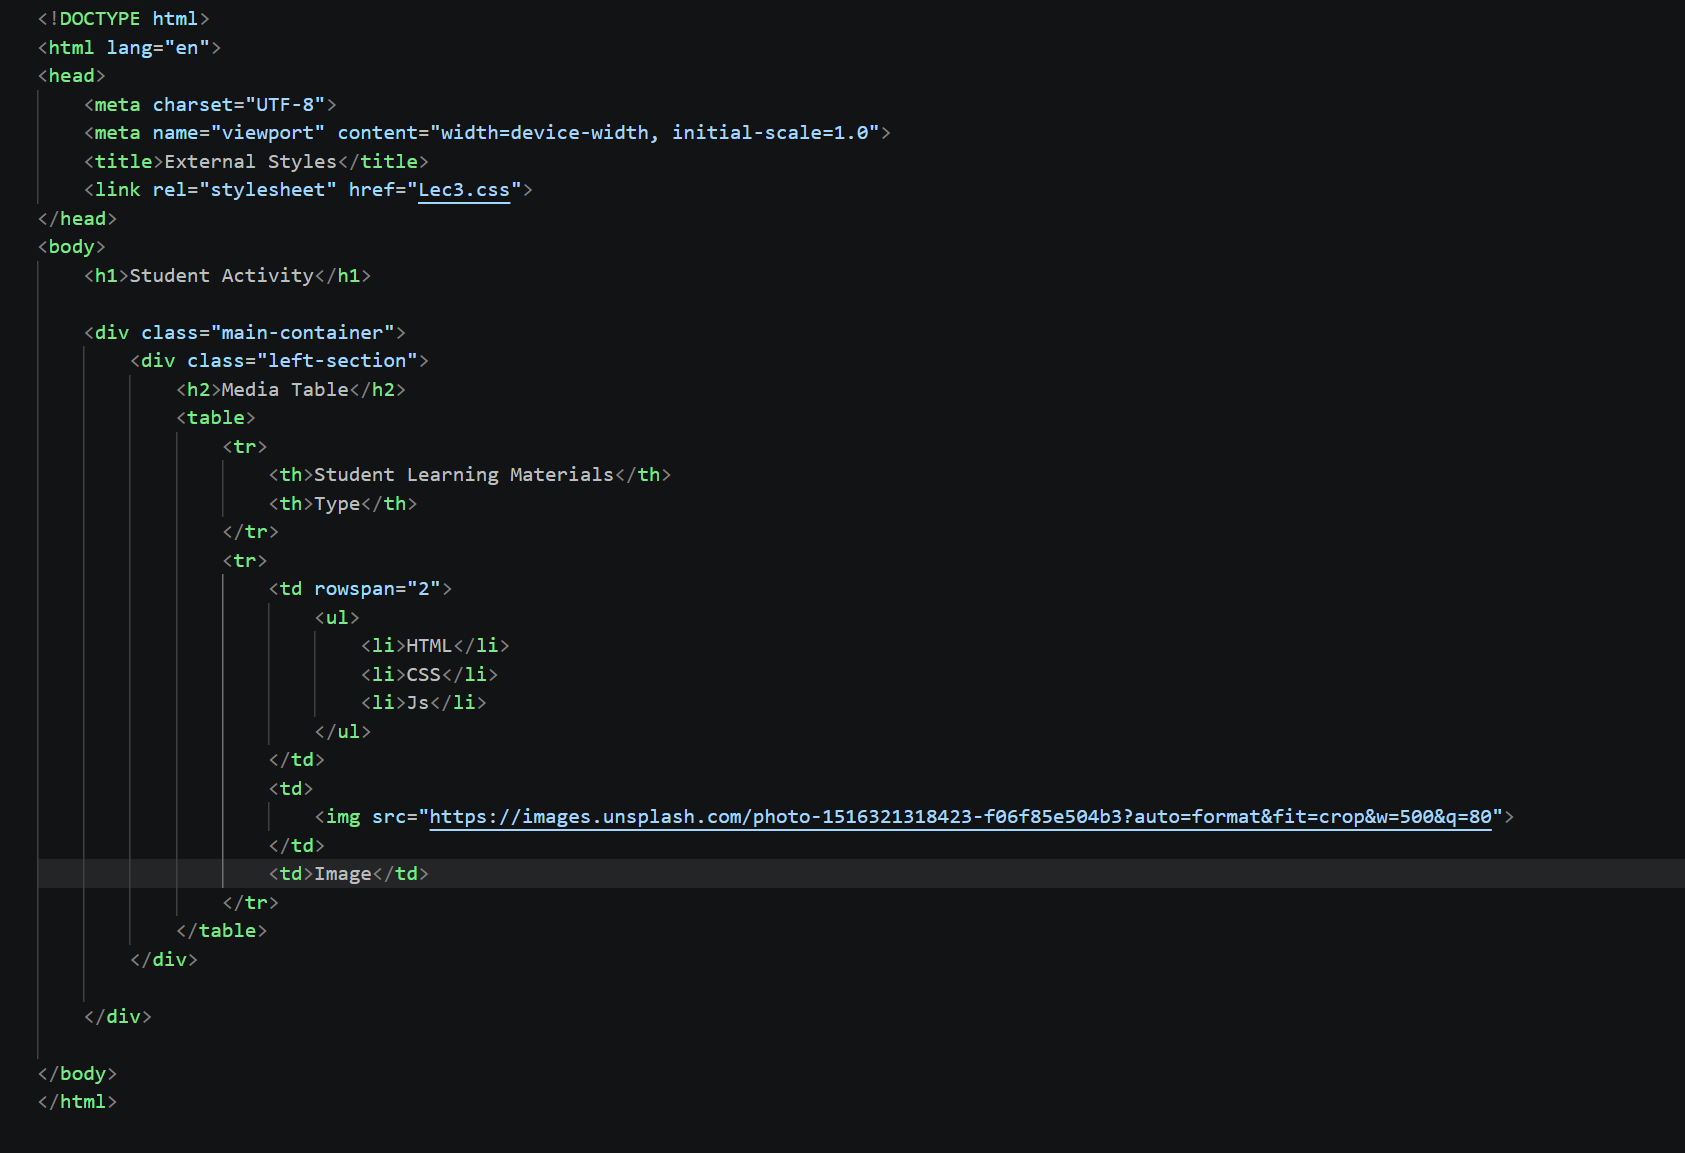 <!DOCTYPE html>
<html lang="en">
<head>
    <meta charset="UTF-8">
    <meta name="viewport" content="width=device-width, initial-scale=1.0">
    <title>External Styles</title>
    <link rel="stylesheet" href="Lec3.css">
</head>
<body>
    <h1>Student Activity</h1>

    <div class="main-container">
        <div class="left-section">
            <h2>Media Table</h2>
            <table>
                <tr>
                    <th>Student Learning Materials</th>
                    <th>Type</th>
                </tr>
                <tr>
                    <td rowspan="2">
                        <ul>
                            <li>HTML</li>
                            <li>CSS</li>
                            <li>Js</li>
                        </ul>
                    </td>
                    <td>
                        <img src="https://images.unsplash.com/photo-1516321318423-f06f85e504b3?auto=format&fit=crop&w=500&q=80">
                    </td>
                    <td>Image</td>
                </tr>
            </table>
        </div>

    </div>

</body>
</html>